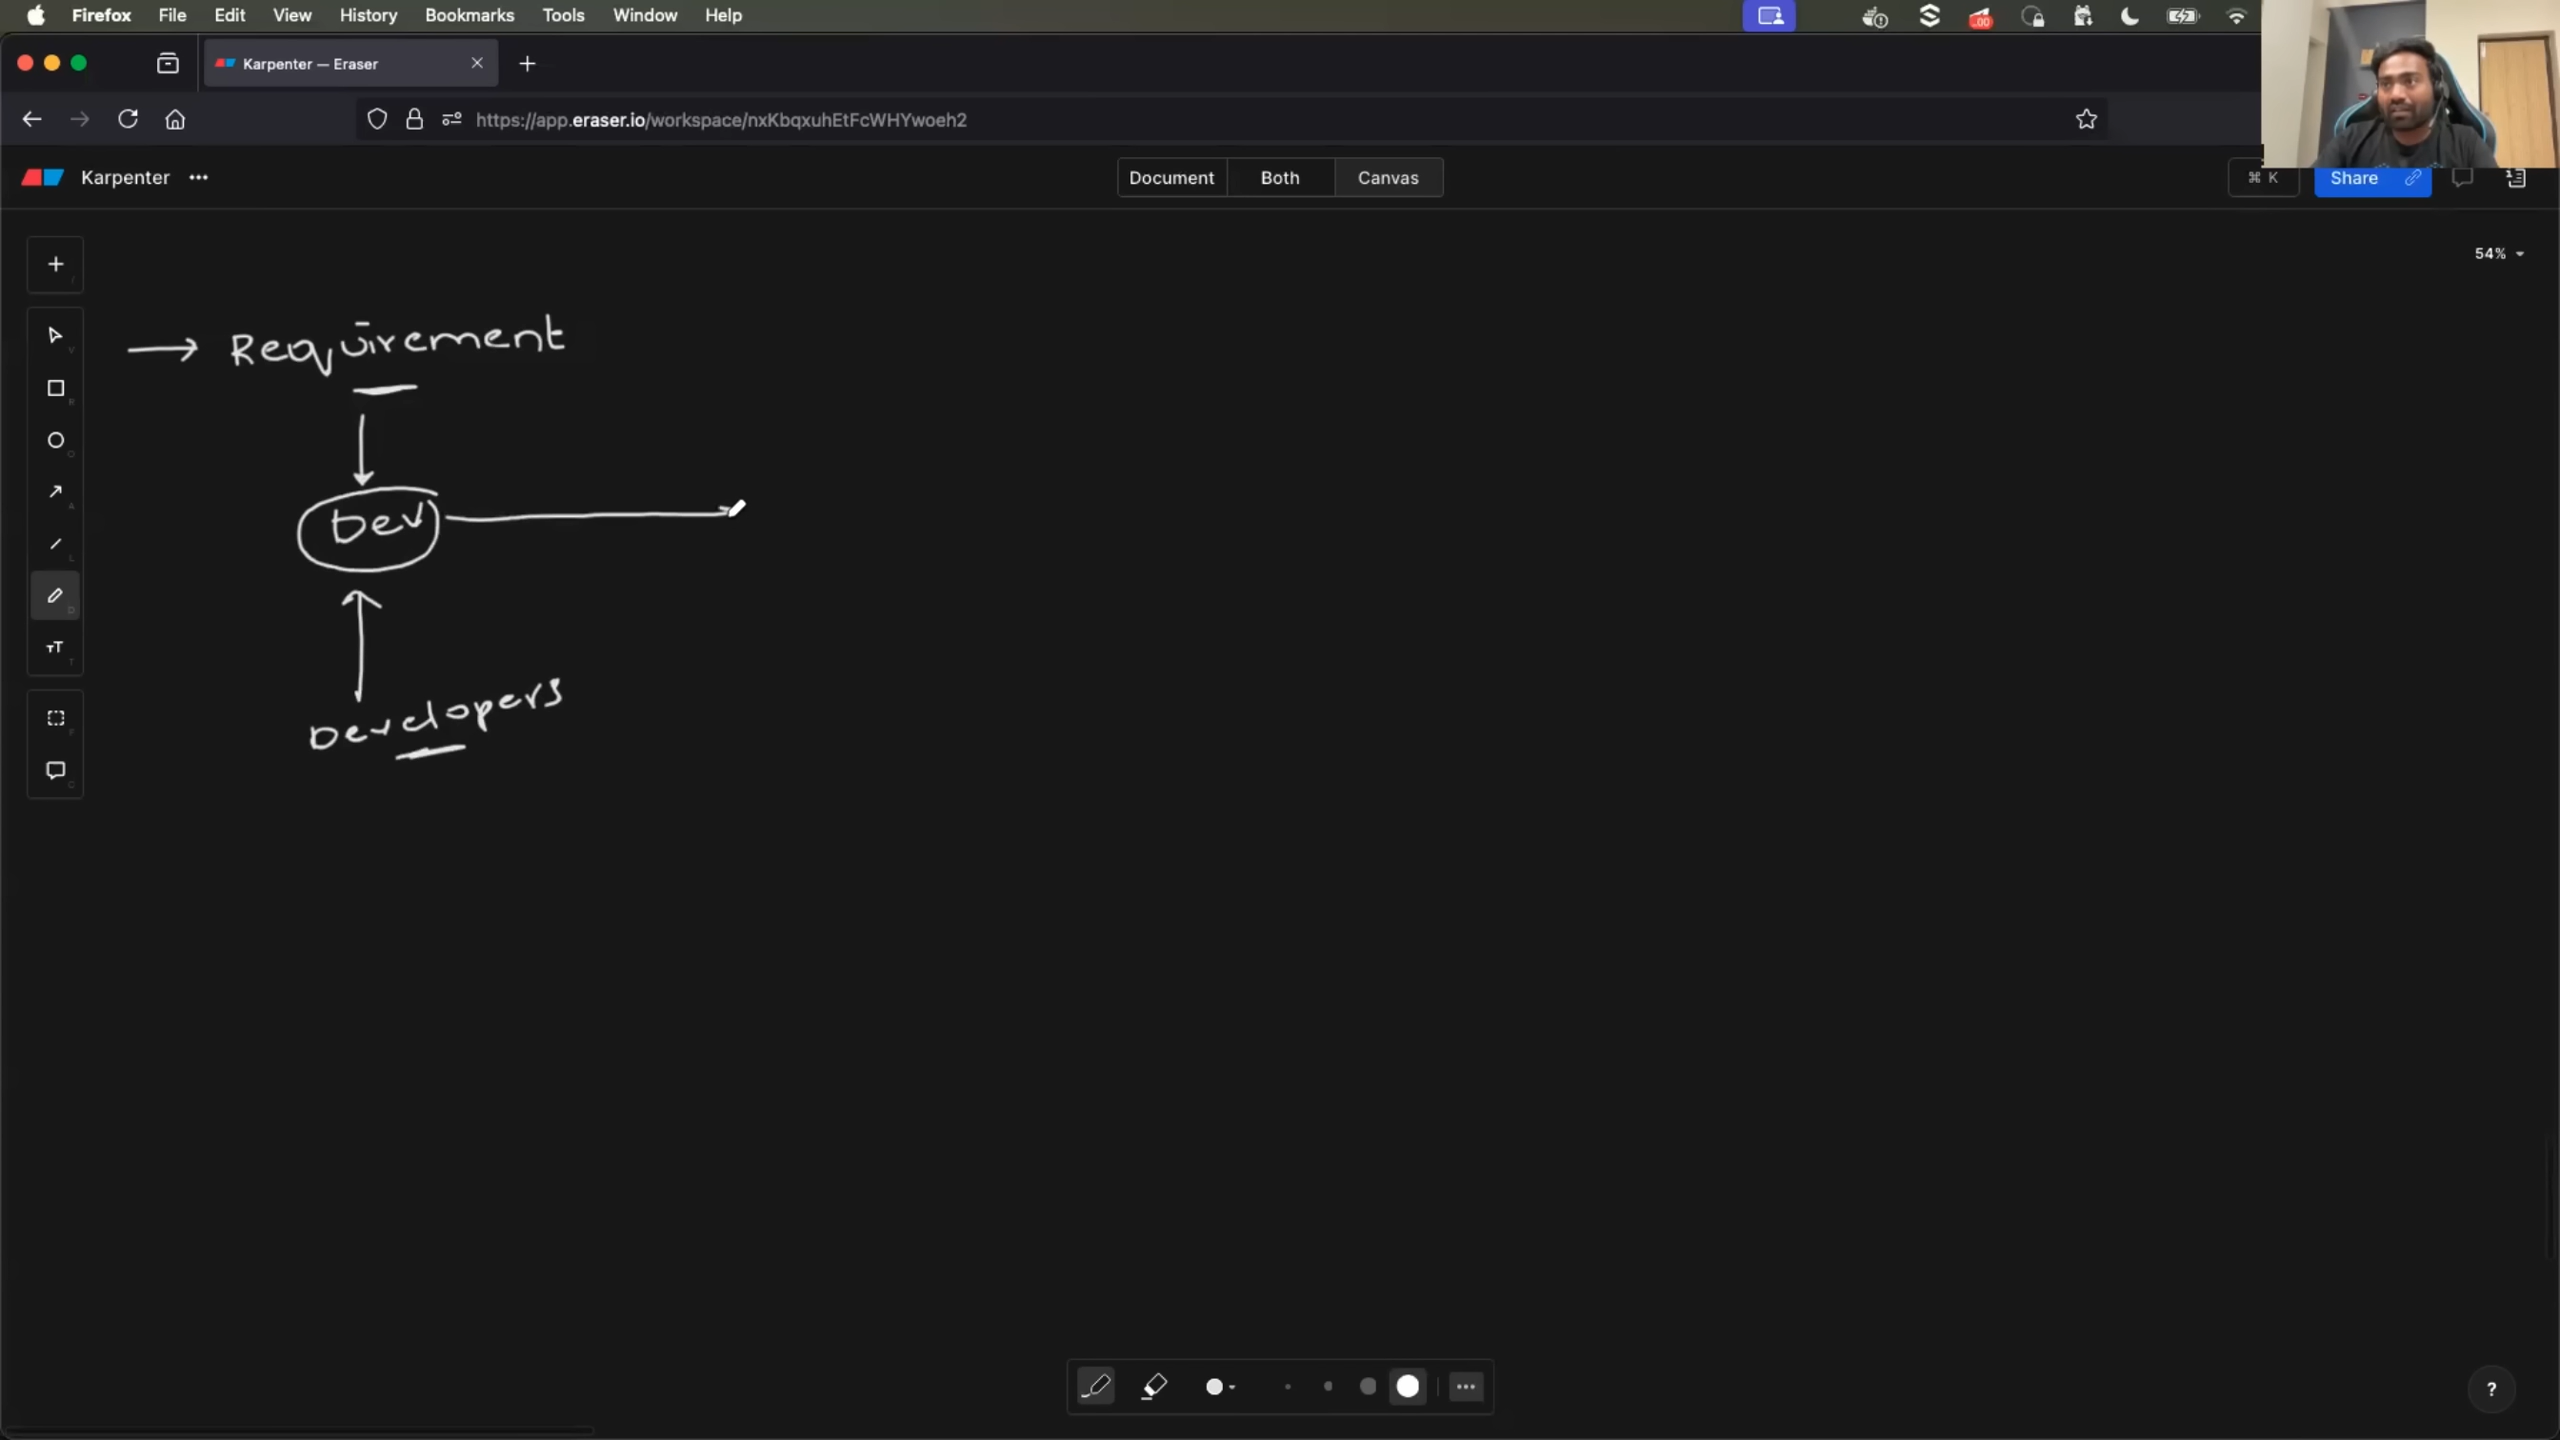 Firefox File Edit View History Bookmarks Tools Window Help
Karpenter — Eraser
https://app.eraser.io/workspace/nxKbqxuhEtFcWHYwoeh2
Karpenter
Document Both Canvas
⌘ K
Share
54%
Requirement
Dev
Developers
?